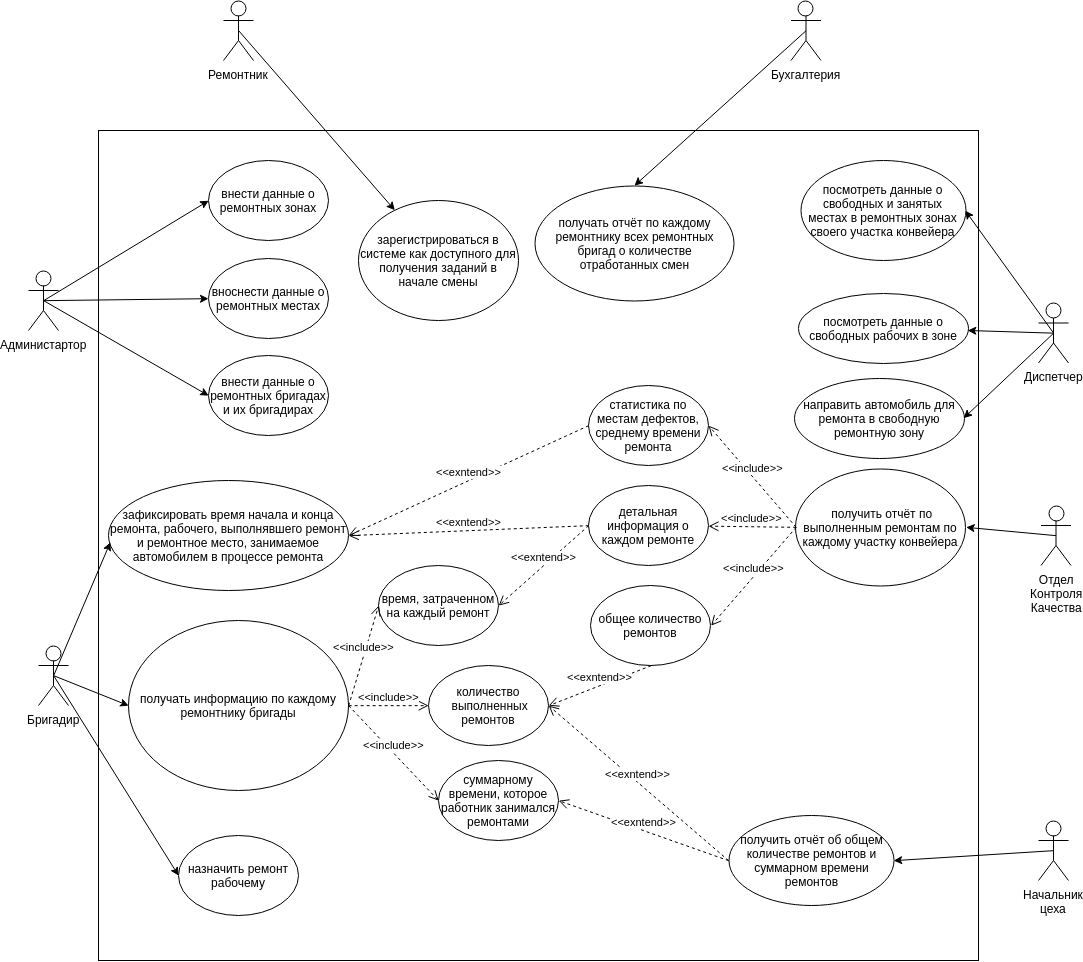 Ремонтник
Бухгалтерия
внести данные о
ремонтных зонах
зарегистрироваться в
системе как доступного для
получения заданий в
начале смены
получать отчёт по каждому
ремонтнику всех ремонтных
бригад о количестве
отработанных смен
посмотреть данные о
свободных и занятых
местах в ремонтных зонах
своего участка конвейера
Администартор
вноснести данные о
ремонтных местах
внести данные о
ремонтных бригадах
и их бригадирах
посмотреть данные о
свободных рабочих в зоне
Диспетчер
направить автомобиль для
ремонта в свободную
ремонтную зону
статистика по
местам дефектов,
среднему времени
ремонта
<<exntend>>
<<include>>
зафиксировать время начала и конца
ремонта, рабочего, выполнявшего ремонт
и ремонтное место, занимаемое
автомобилем в процессе ремонта
<<exntend>>
детальная
информация о
каждом ремонте
<<include>>
получить отчёт по
выполненным ремонтам по
каждому участку конвейера
Отдел
Контроля
Качества
<<exntend>>
<<include>>
время, затраченном
на каждый ремонт
общее количество
ремонтов
<<include>>
<<exntend>>
Бригадир
получать информацию по каждому
ремонтнику бригады
<<include>>
количество
выполненных
ремонтов
<<include>>
<<exntend>>
суммарному
времени, которое
работник занимался
ремонтами
<<exntend>>
назначить ремонт
рабочему
получить отчёт об общем
количестве ремонтов и
суммарном времени
ремонтов
Начальник
цеха